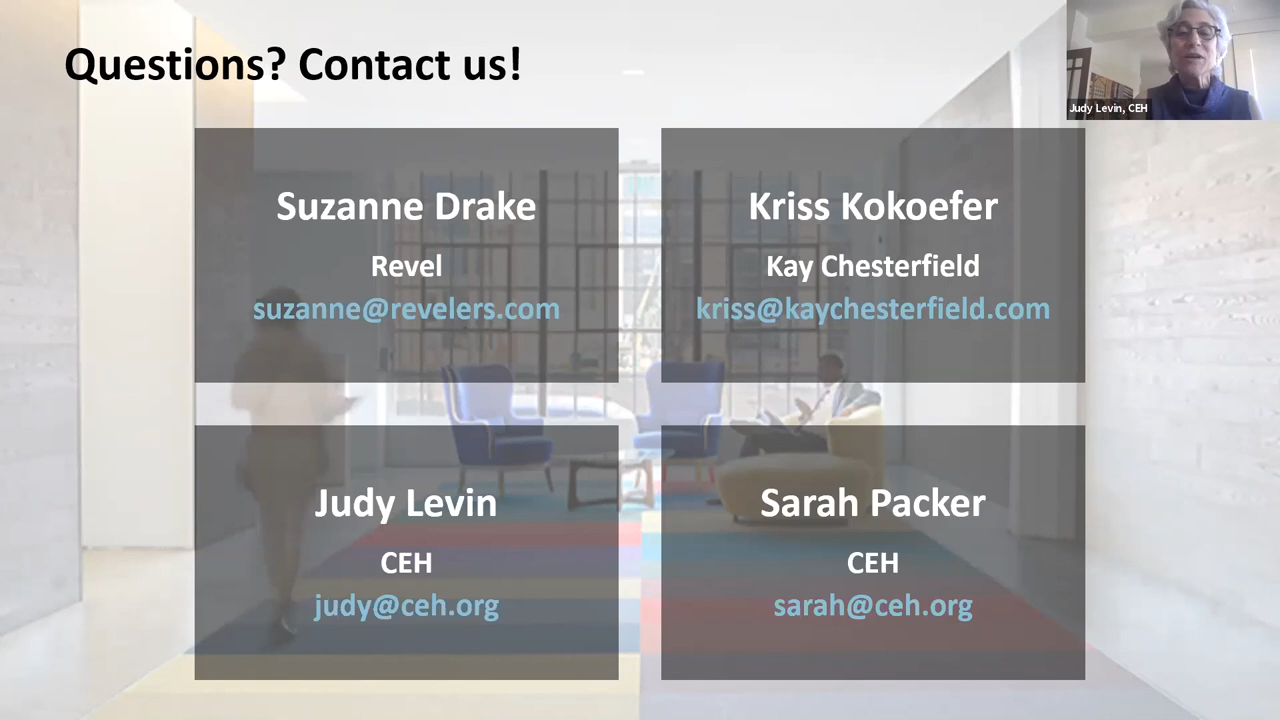 Questions? Contact us!
Judy Levin, CEH
Suzanne Drake
Revel
suzanne@revelers.com
Kriss Kokoefer
Kay Chesterfield
kriss@kaychesterfield.com
Judy Levin
CEH
judy@ceh.org
Sarah Packer
CEH
sarah@ceh.org